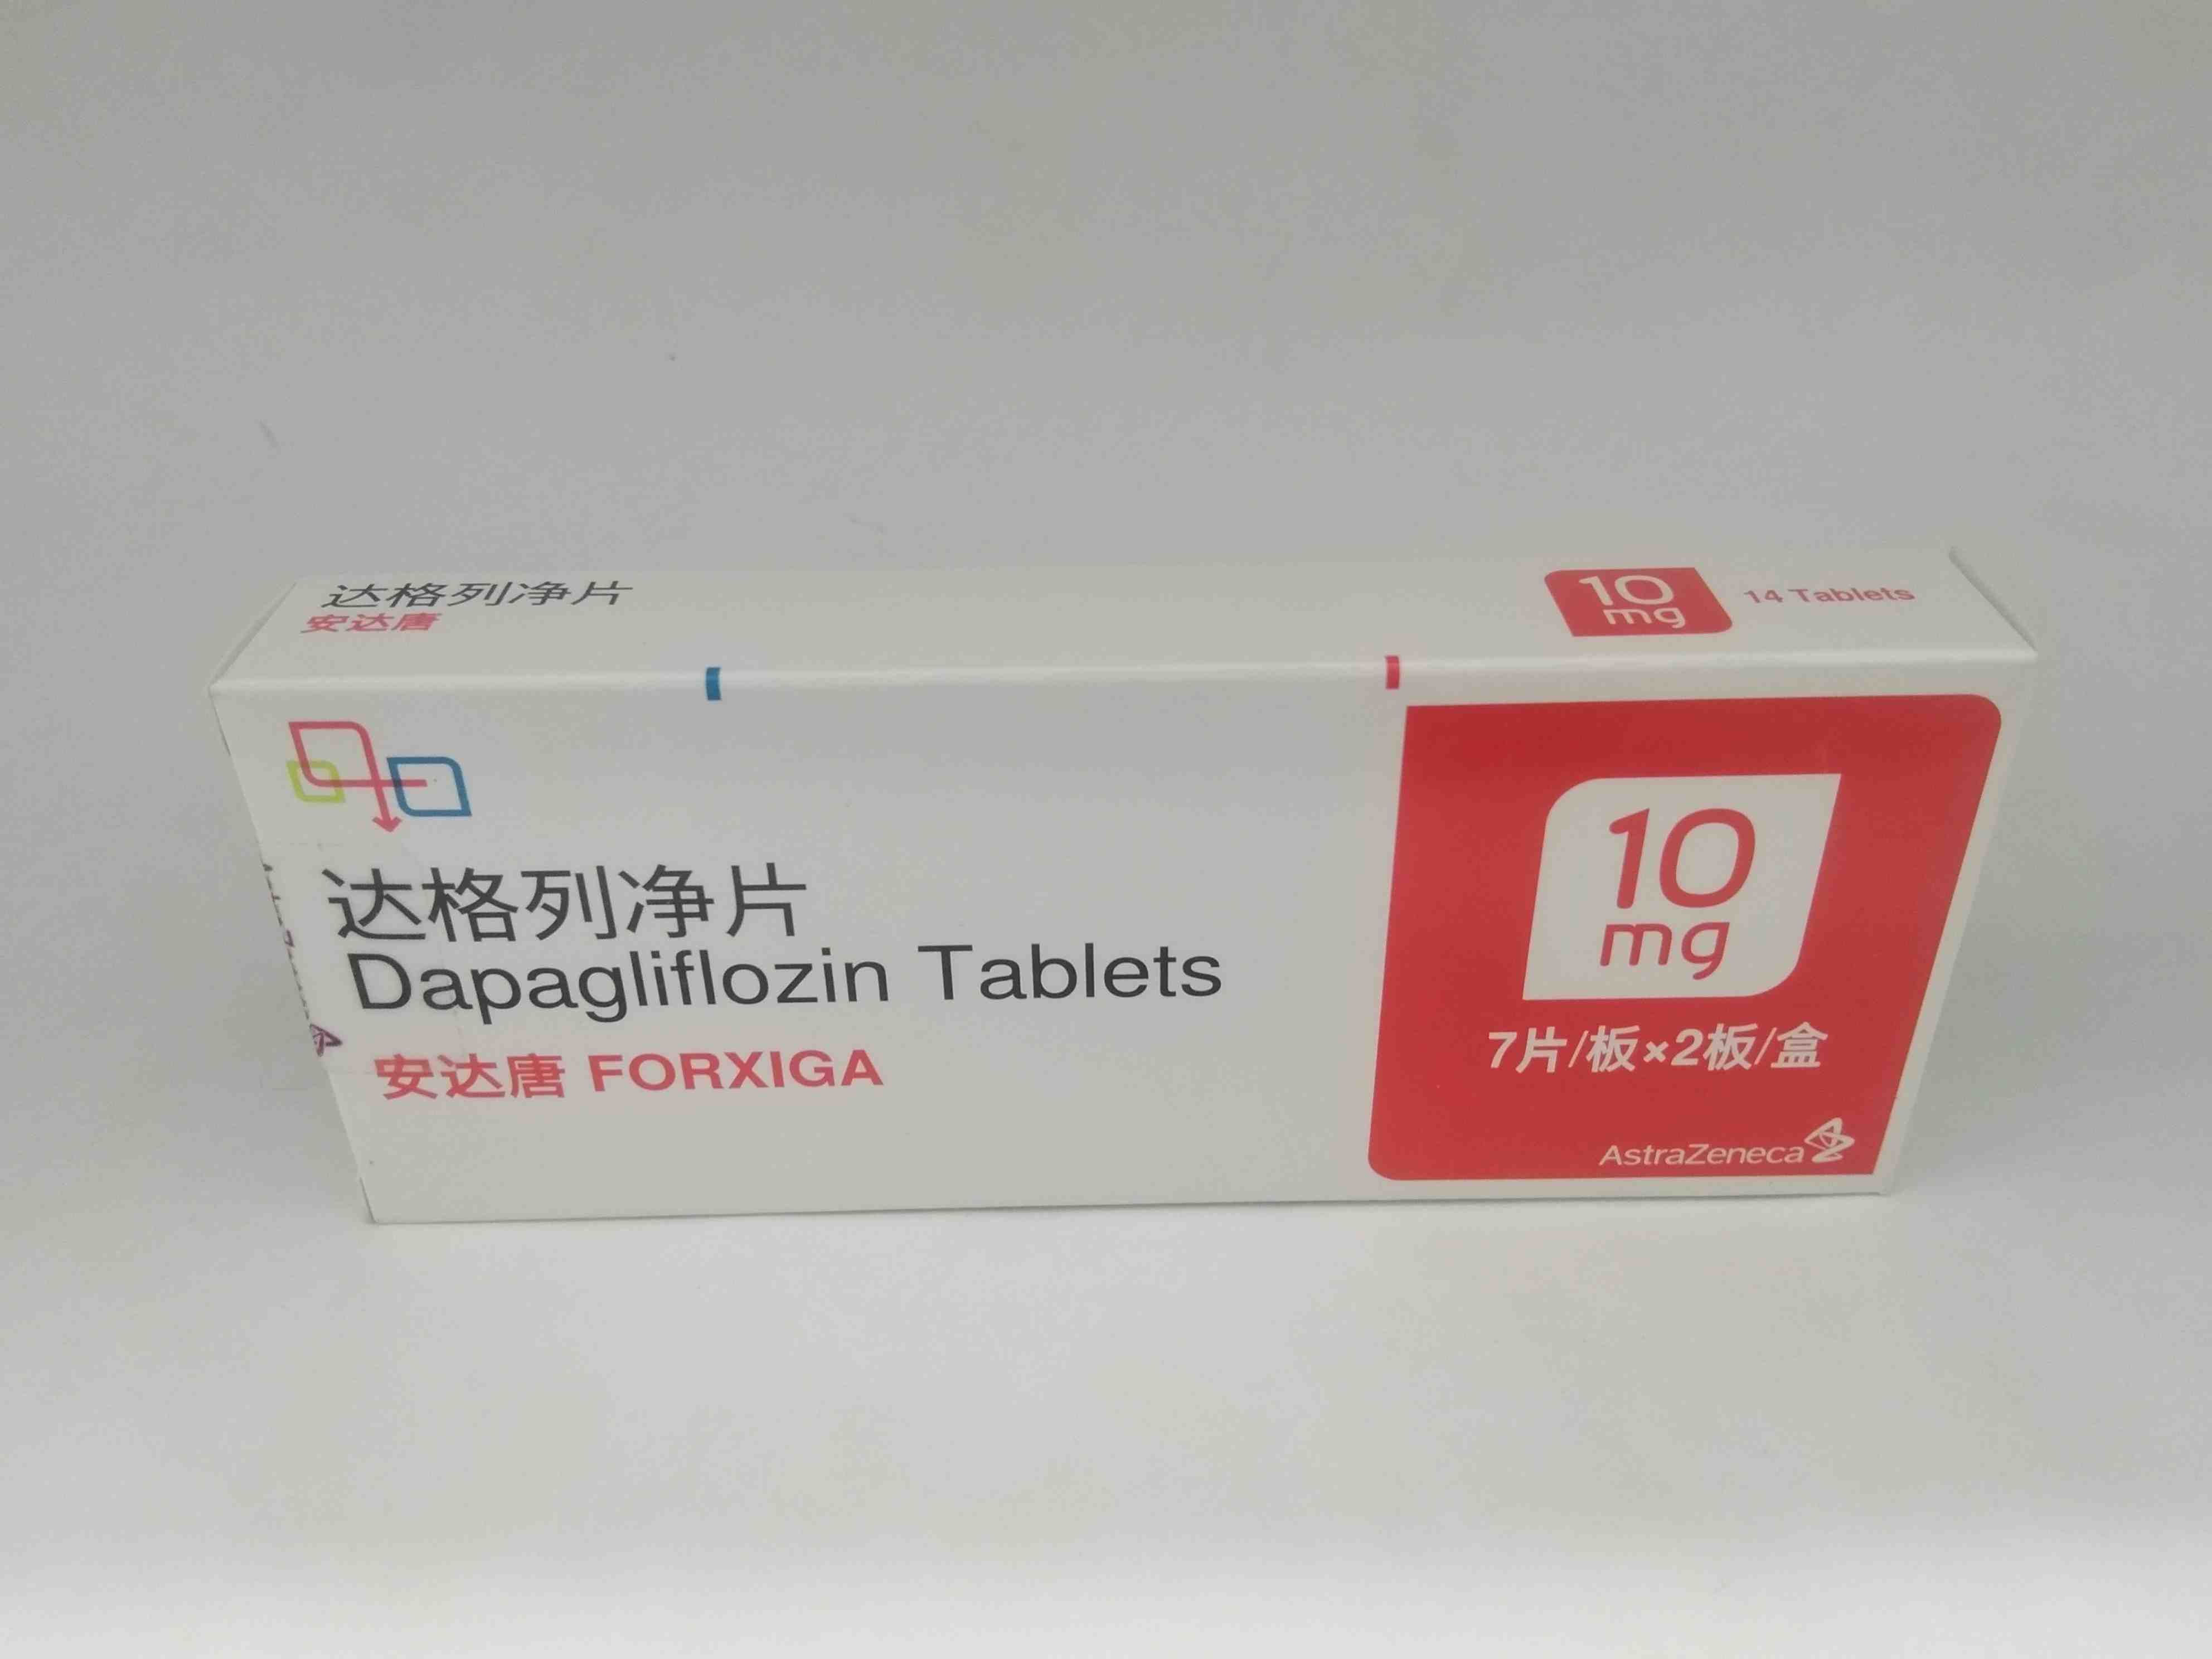 达格列净片
安达唐
10
mg
14 Tablets
达格列净片
Dapagliflozin Tablets
安达唐 FORXIGA
10
mg
7片/板×2板/盒
AstraZeneca